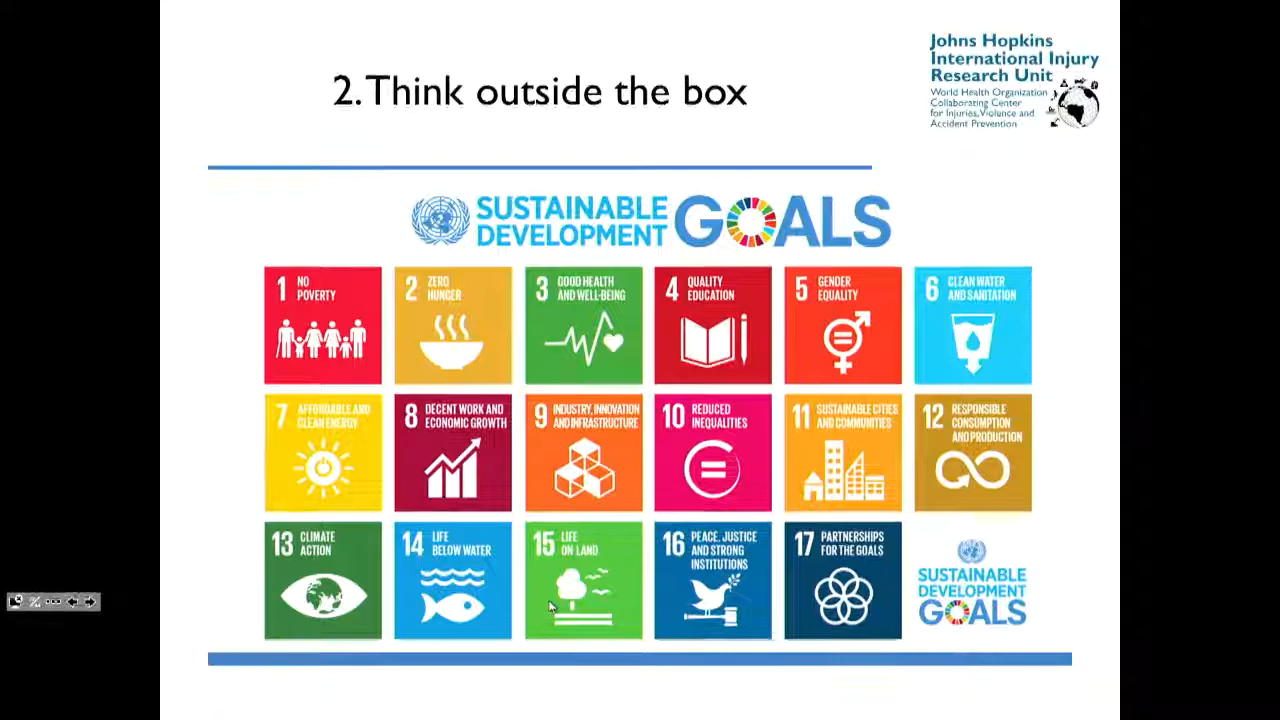 2. Think outside the box
Johns Hopkins
International Injury
Research Unit
World Health Organization
Collaborating Center
for Injuries, Violence and
Accident Prevention
SUSTAINABLE
DEVELOPMENT
GOALS
1 NO
POVERTY
2 ZERO
HUNGER
3 GOOD HEALTH
AND WELL-BEING
4 QUALITY
EDUCATION
5 GENDER
EQUALITY
6 CLEAN WATER
AND SANITATION
7 AFFORDABLE AND
CLEAN ENERGY
8 DECENT WORK AND
ECONOMIC GROWTH
9 INDUSTRY, INNOVATION
AND INFRASTRUCTURE
10 REDUCED
INEQUALITIES
11 SUSTAINABLE CITIES
AND COMMUNITIES
12 RESPONSIBLE
CONSUMPTION
AND PRODUCTION
13 CLIMATE
ACTION
14 LIFE
BELOW WATER
15 LIFE
ON LAND
16 PEACE, JUSTICE
AND STRONG
INSTITUTIONS
17 PARTNERSHIPS
FOR THE GOALS
SUSTAINABLE
DEVELOPMENT
GOALS